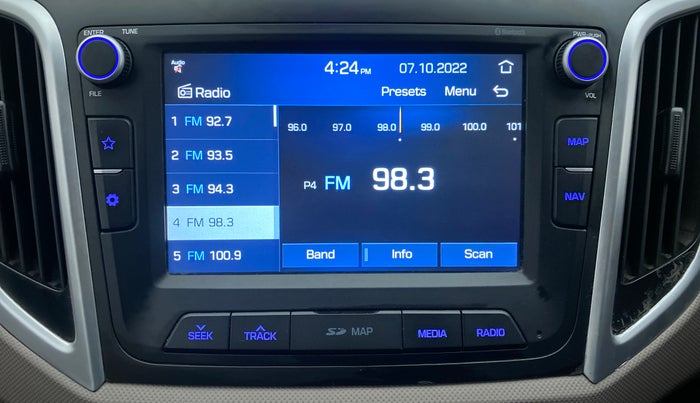 ENTER TUNE
Bluetooth
PWR PUSH
FILE
VOL
Audio
4:24 PM 07.10.2022
Radio Presets Menu
1 FM 92.7
2 FM 93.5
3 FM 94.3
4 FM 98.3
5 FM 100.9
96.0 97.0 98.0 99.0 100.0 101
P4 FM 98.3
Band Info Scan
MAP
NAV
SEEK TRACK SD MAP MEDIA RADIO